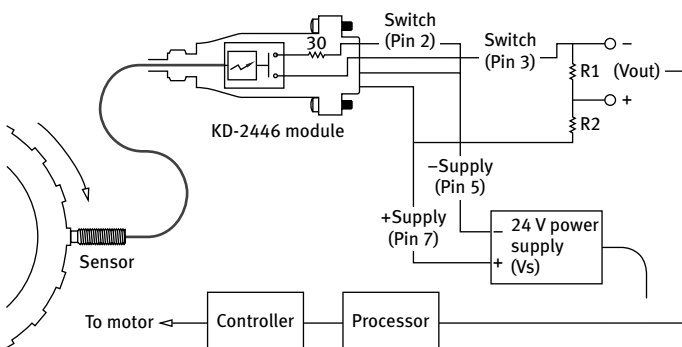 Switch
(Pin 2)
30
Switch
(Pin 3)
−
R1
(Vout)
+
R2
KD-2446 module
−Supply
(Pin 5)
+Supply
(Pin 7)
−
+
24 V power
supply
(Vs)
Sensor
To motor
Controller
Processor